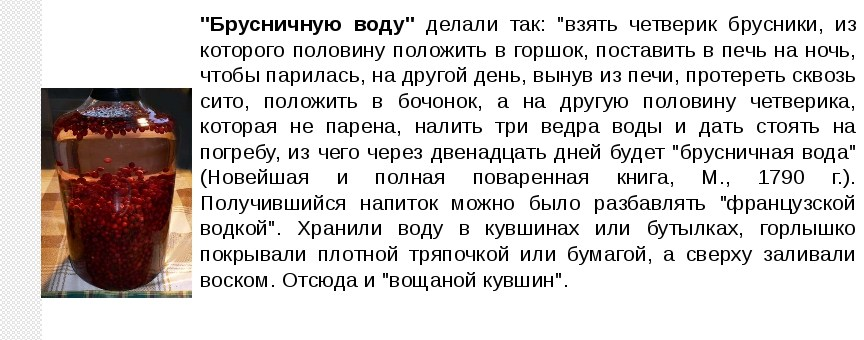 "Брусничную воду" делали так: "взять четверик брусники, из
которого половину положить в горшок, поставить в печь на ночь,
чтобы парилась, на другой день, вынув из печи, протереть сквозь
сито, положить в бочонок, а на другую половину четверика,
которая не парена, налить три ведра воды и дать стоять на
погребу, из чего через двенадцать дней будет "брусничная вода"
(Новейшая и полная поваренная книга, М., 1790 г.).
Получившийся напиток можно было разбавлять "французской
водкой". Хранили воду в кувшинах или бутылках, горлышко
покрывали плотной тряпочкой или бумагой, а сверху заливали
воском. Отсюда и "вощаной кувшин".